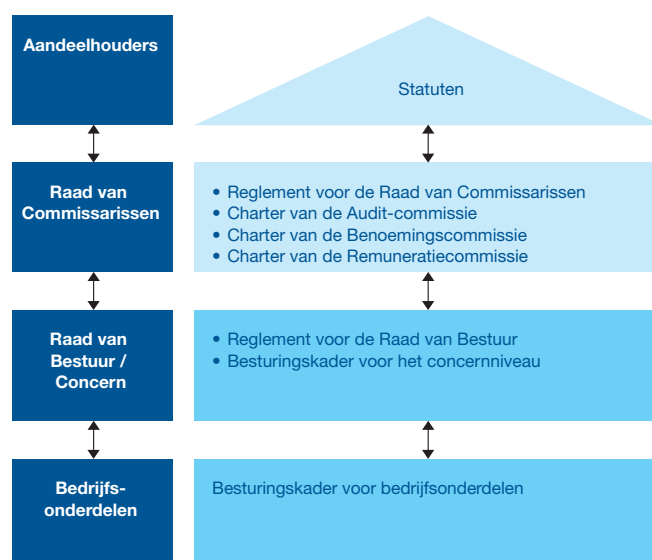 Aandeelhouders
Statuten
Raad van
Commissarissen
• Reglement voor de Raad van Commissarissen
• Charter van de Audit-commissie
• Charter van de Benoemingscommissie
• Charter van de Remuneratiecommissie
Raad van
Bestuur /
Concern
• Reglement voor de Raad van Bestuur
• Besturingskader voor het concernniveau
Bedrijfs-
onderdelen
Besturingskader voor bedrijfsonderdelen